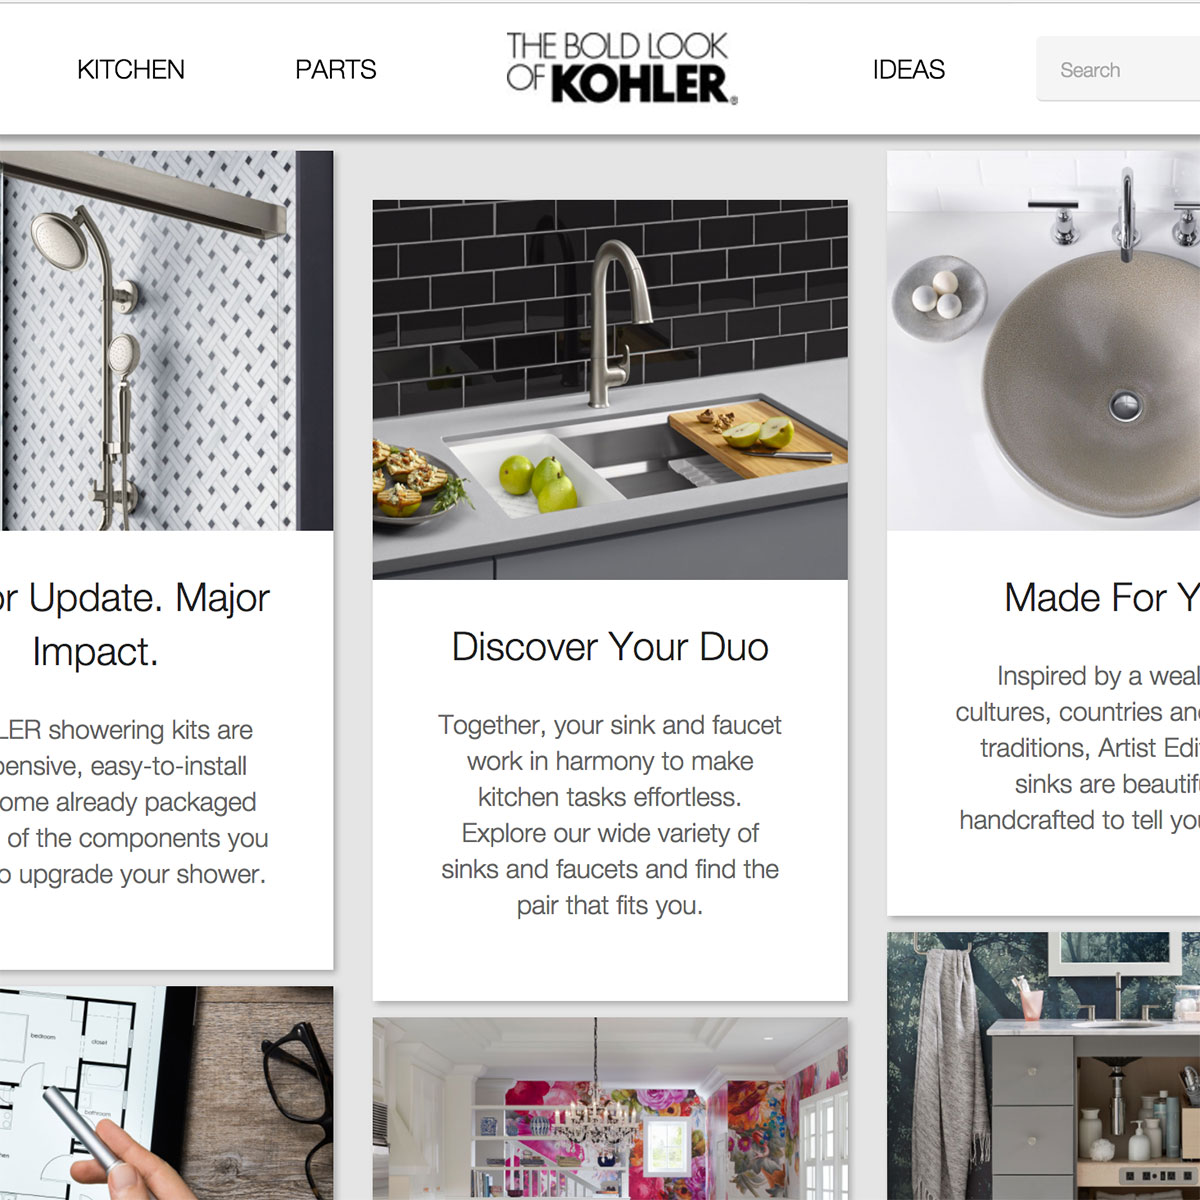 KITCHEN
PARTS
THE BOLD LOOK
OF KOHLER®
IDEAS
Search
or Update. Major
Impact.
LER showering kits are
pensive, easy-to-install
ome already packaged
of the components you
o upgrade your shower.
bedroom
closet
bathroom
Discover Your Duo
Together, your sink and faucet
work in harmony to make
kitchen tasks effortless.
Explore our wide variety of
sinks and faucets and find the
pair that fits you.
Made For Y
Inspired by a weal
cultures, countries and
traditions, Artist Edi
sinks are beautifu
handcrafted to tell you